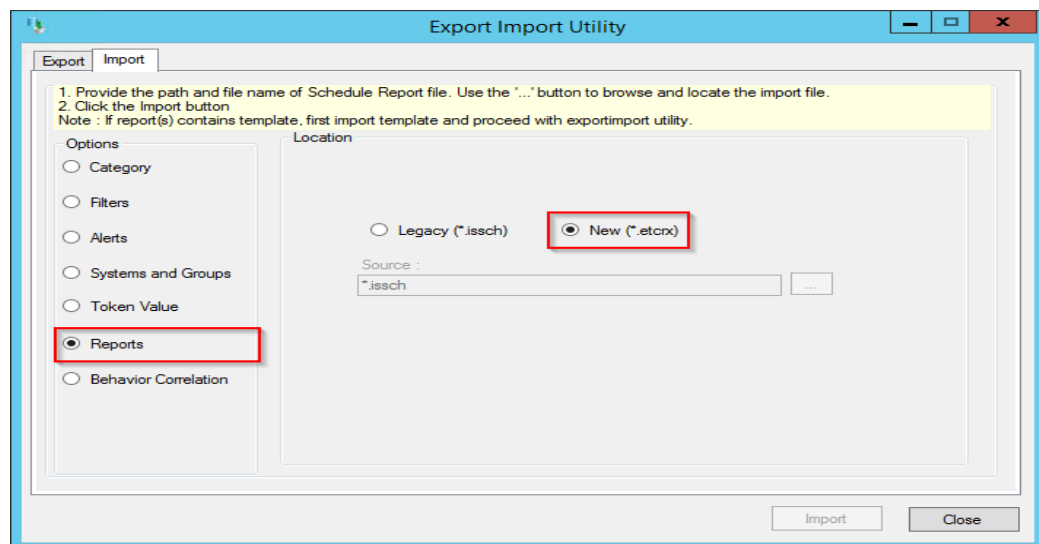 Export Import Utility
Export
Import
1. Provide the path and file name of Schedule Report file. Use the '...' button to browse and locate the import file.
2. Click the Import button
Note : If report(s) contains template, first import template and proceed with exportimport utility.
Options
Location
Category
Filters
Alerts
Systems and Groups
Token Value
Reports
Behavior Correlation
Legacy (*.issch)
New (*.etcrx)
Source :
*.issch
...
Import
Close